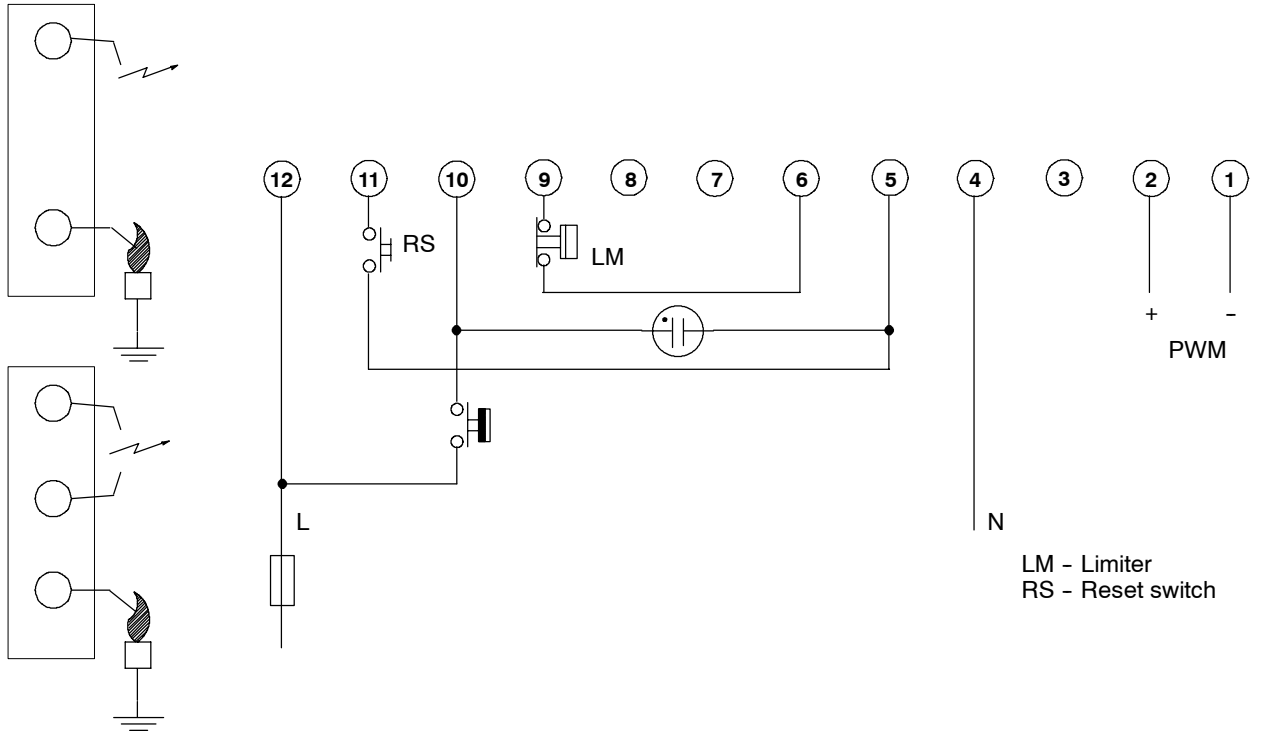 12 11 10 9 8 7 6 5 4 3 2 1
RS
LM
+ -
PWM
L
N
LM - Limiter
RS - Reset switch